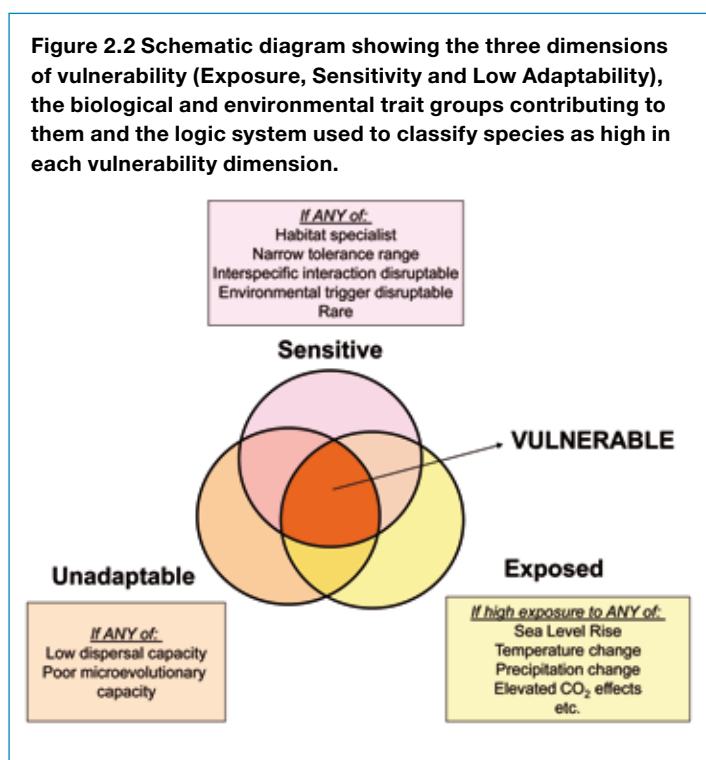 Figure 2.2 Schematic diagram showing the three dimensions
of vulnerability (Exposure, Sensitivity and Low Adaptability),
the biological and environmental trait groups contributing to
them and the logic system used to classify species as high in
each vulnerability dimension.
If ANY of:
Habitat specialist
Narrow tolerance range
Interspecific interaction disruptable
Environmental trigger disruptable
Rare
Sensitive
VULNERABLE
Unadaptable
If ANY of:
Low dispersal capacity
Poor microevolutionary
capacity
Exposed
If high exposure to ANY of:
Sea Level Rise
Temperature change
Precipitation change
Elevated CO₂ effects
etc.